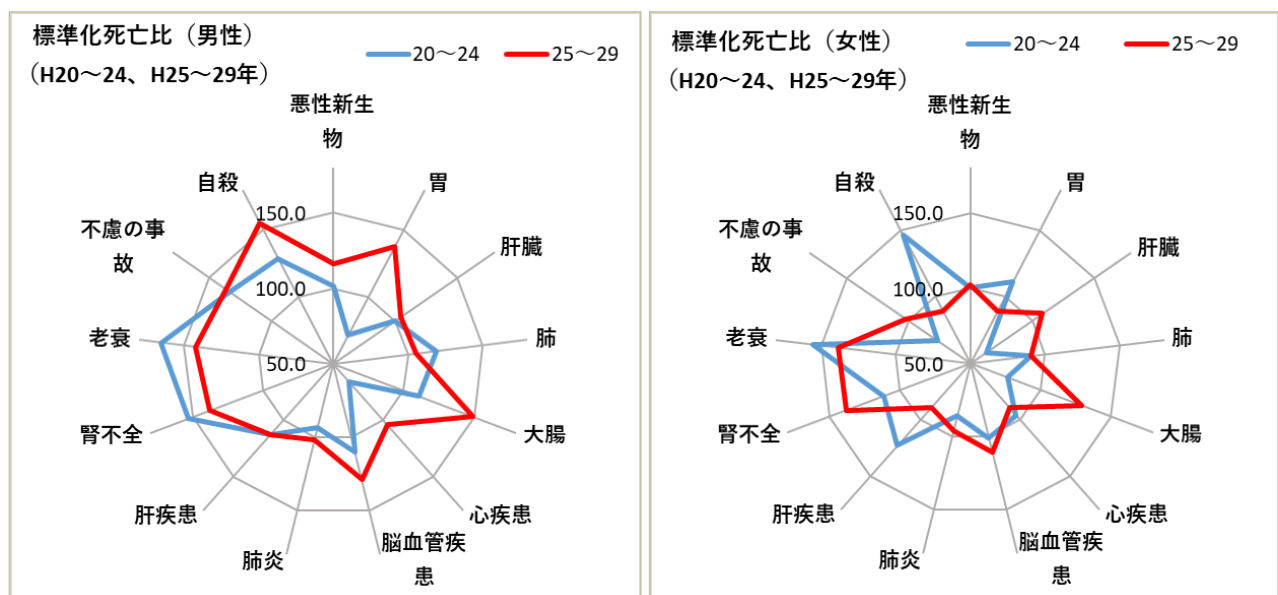 標準化死亡比（男性）
（H20～24、H25～29年）
20～24
25～29
悪性新生
物
胃
肝臓
肺
大腸
心疾患
脳血管疾
患
肺炎
肝疾患
腎不全
老衰
不慮の事
故
自殺
150.0
100.0
50.0
標準化死亡比（女性）
（H20～24、H25～29年）
20～24
25～29
悪性新生
物
胃
肝臓
肺
大腸
心疾患
脳血管疾
患
肺炎
肝疾患
腎不全
老衰
不慮の事
故
自殺
150.0
100.0
50.0